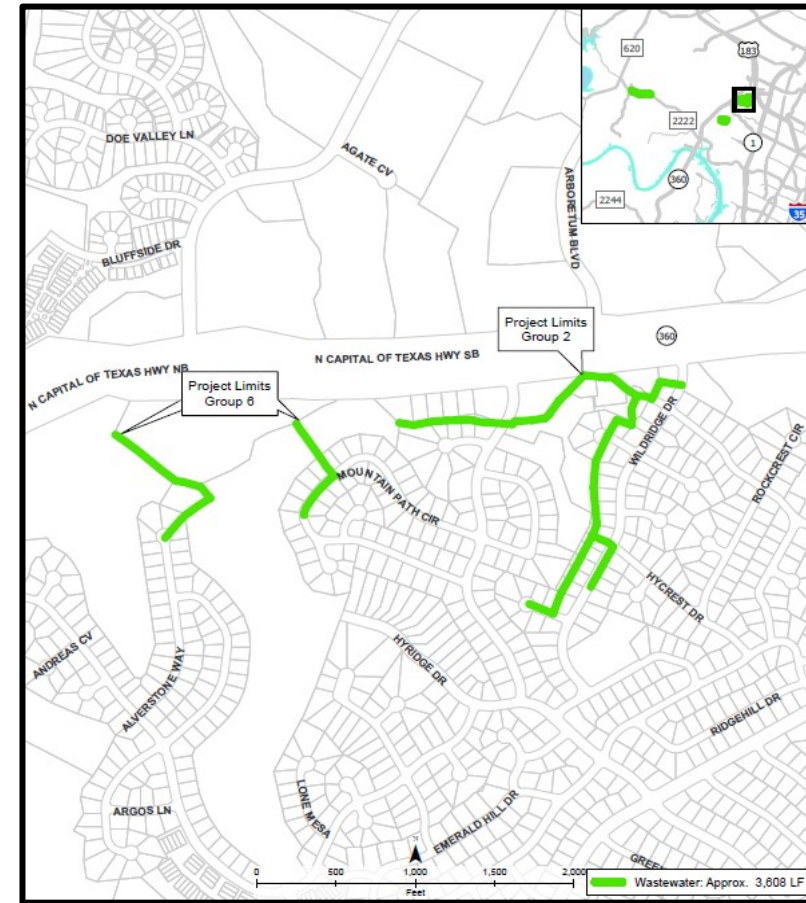 620
183
2222
1
360
2244
35
DOE VALLEY LN
AGATE CV
ARBORETUM BLVD
BLUFFSIDE DR
Project Limits
Group 2
360
N CAPITAL OF TEXAS HWY SB
N CAPITAL OF TEXAS HWY NB
Project Limits
Group 6
WILDRIDGE DR
ROCKCREST CIR
MOUNTAIN PATH CIR
HYCREST DR
ANDREAS CV
ALVERSTONE WAY
HYRIDGE DR
RIDGEHILL DR
LONE MESA
ARGOS LN
EMERALD HILL DR
GREEN
N
0 500 1,000 1,500 2,000
Feet
Wastewater: Approx. 3,608 LF